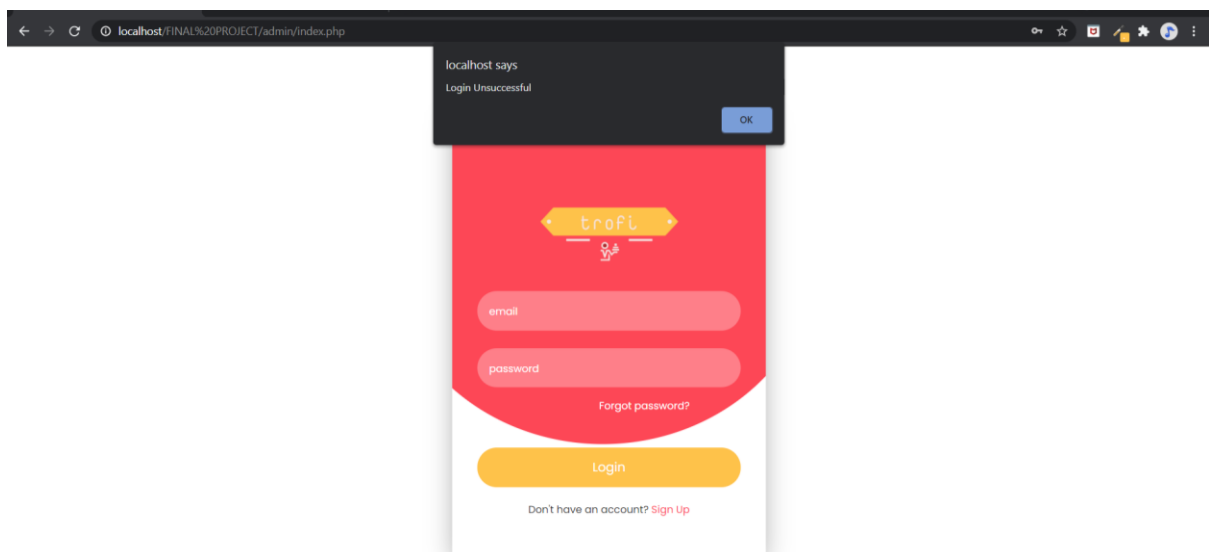 localhost/FINAL%20PROJECT/admin/index.php
localhost says
Login Unsuccessful
OK
trofi
email
password
Forgot password?
Login
Don't have an account? Sign Up